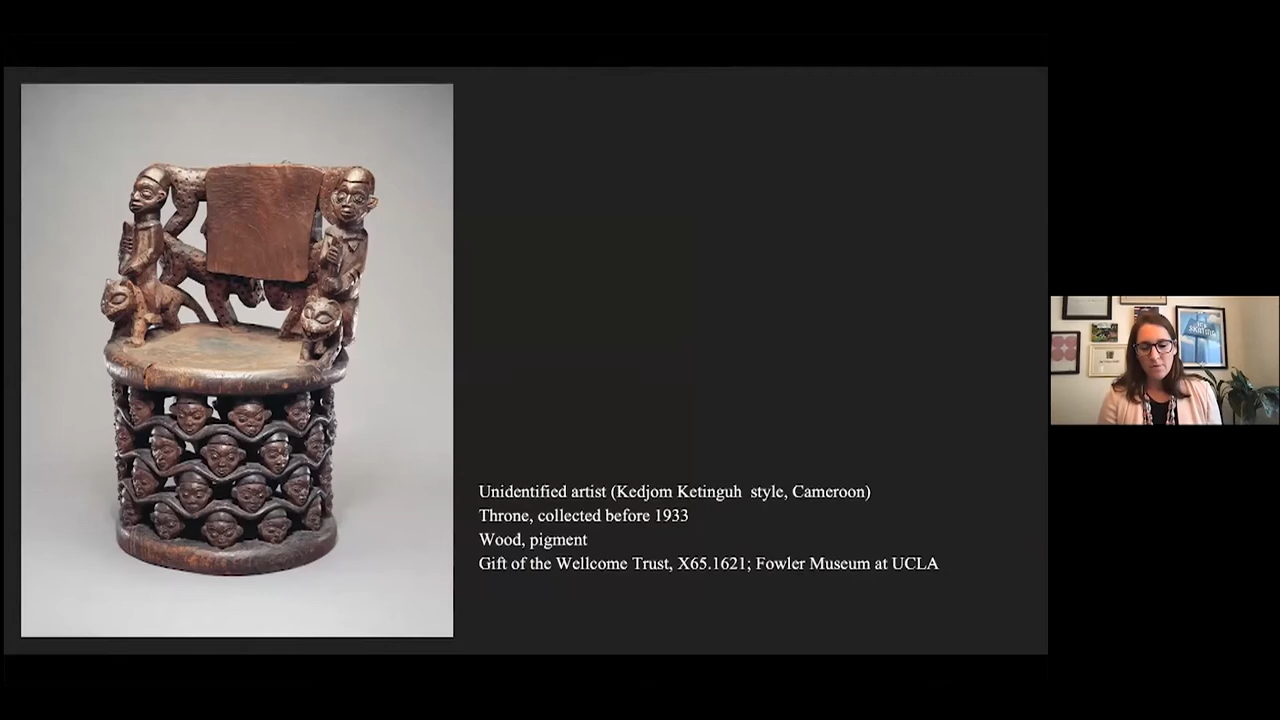 Unidentified artist (Kedjom Ketinguh  style, Cameroon)
Throne, collected before 1933
Wood, pigment
Gift of the Wellcome Trust, X65.1621; Fowler Museum at UCLA